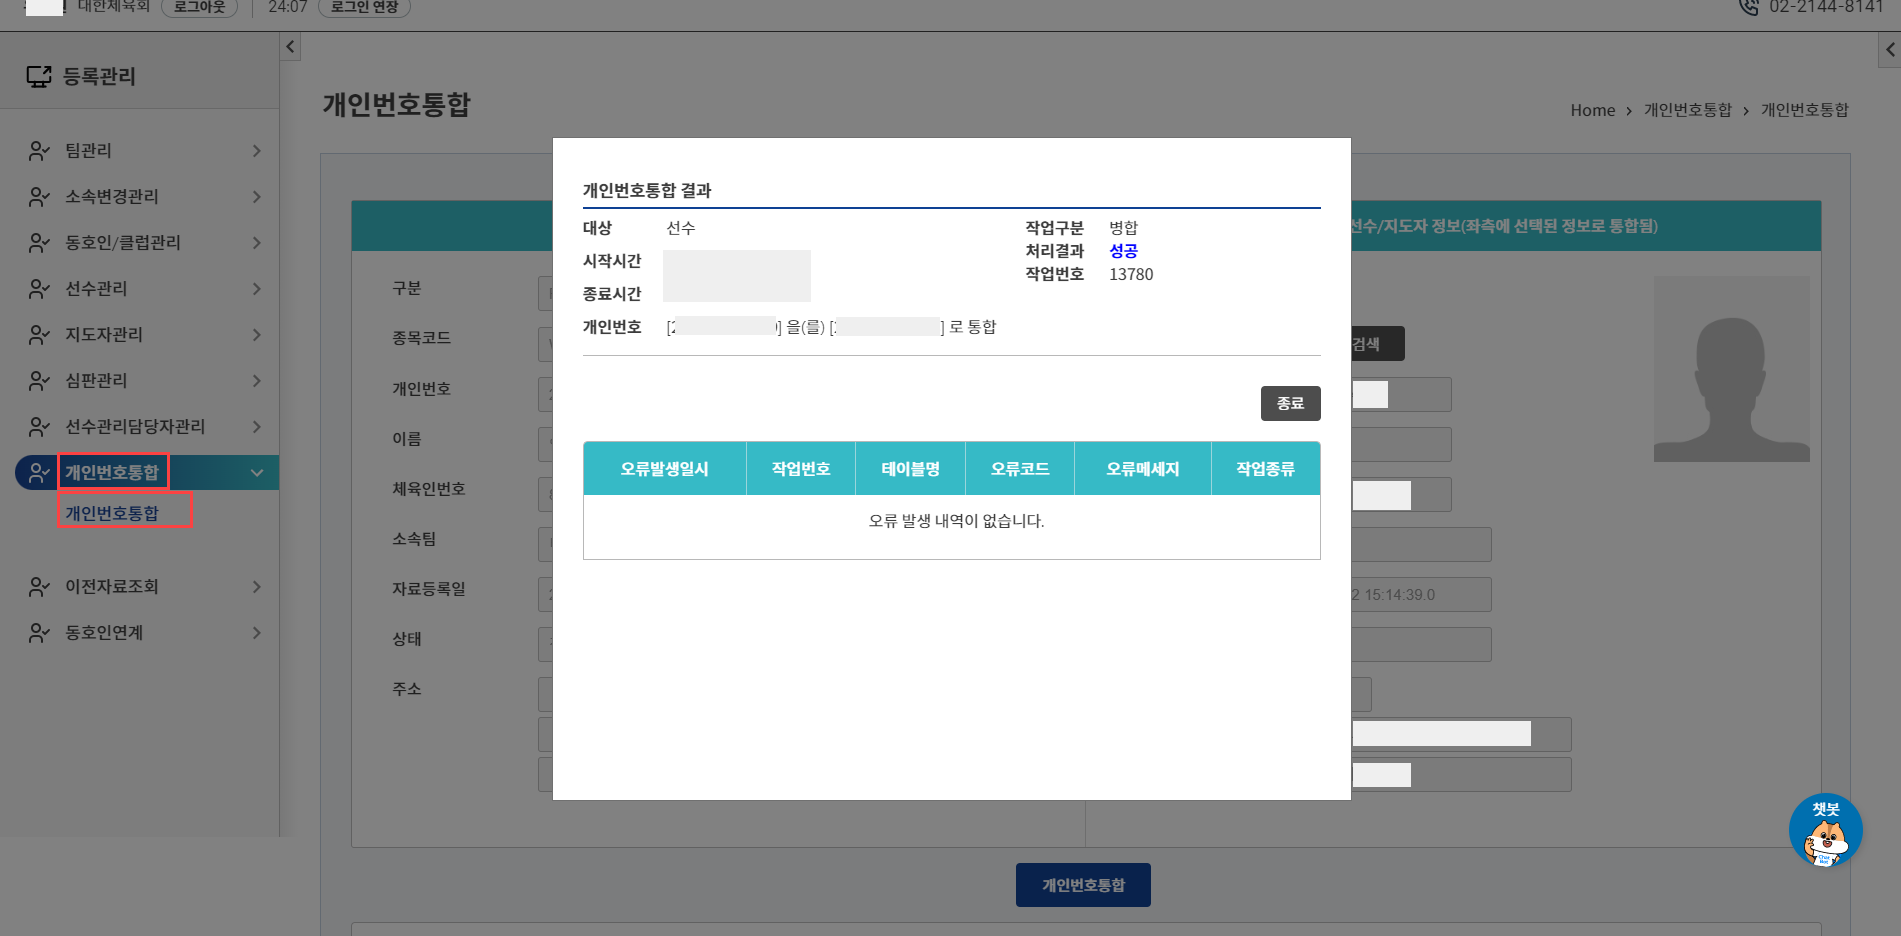 대한체육회 로그아웃 24:07 로그인 연장
02-2144-8141
등록관리
팀관리
소속변경관리
동호인/클럽관리
선수관리
지도자관리
심판관리
선수관리담당자관리
개인번호통합
개인번호통합
이전자료조회
동호인연계
개인번호통합
Home > 개인번호통합 > 개인번호통합
선수/지도자 정보(좌측에 선택된 정보로 통합됨)
구분
종목코드
검색
개인번호
이름
체육인번호
소속팀
자료등록일
2 15:14:39.0
상태
주소
개인번호통합 결과
대상 선수
작업구분 병합
시작시간
처리결과 성공
종료시간
작업번호 13780
개인번호 [ ] 을(를) [ ] 로 통합
종료
오류발생일시 작업번호 테이블명 오류코드 오류메세지 작업종류
오류 발생 내역이 없습니다.
개인번호통합
챗봇
Chat
Bot